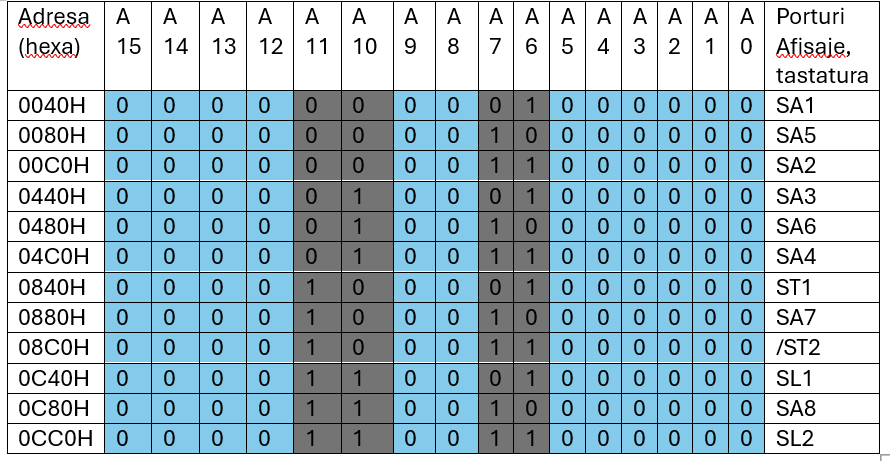 Adresa (hexa) A 15 A 14 A 13 A 12 A 11 A 10 A 9 A 8 A 7 A 6 A 5 A 4 A 3 A 2 A 1 A 0 Porturi Afisaje, tastatura
0040H 0 0 0 0 0 0 0 0 0 1 0 0 0 0 0 0 SA1
0080H 0 0 0 0 0 0 0 0 1 0 0 0 0 0 0 0 SA5
00C0H 0 0 0 0 0 0 0 0 1 1 0 0 0 0 0 0 SA2
0440H 0 0 0 0 0 1 0 0 0 1 0 0 0 0 0 0 SA3
0480H 0 0 0 0 0 1 0 0 1 0 0 0 0 0 0 0 SA6
04C0H 0 0 0 0 0 1 0 0 1 1 0 0 0 0 0 0 SA4
0840H 0 0 0 0 1 0 0 0 0 1 0 0 0 0 0 0 ST1
0880H 0 0 0 0 1 0 0 0 1 0 0 0 0 0 0 0 SA7
08C0H 0 0 0 0 1 0 0 0 1 1 0 0 0 0 0 0 /ST2
0C40H 0 0 0 0 1 1 0 0 0 1 0 0 0 0 0 0 SL1
0C80H 0 0 0 0 1 1 0 0 1 0 0 0 0 0 0 0 SA8
0CC0H 0 0 0 0 1 1 0 0 1 1 0 0 0 0 0 0 SL2